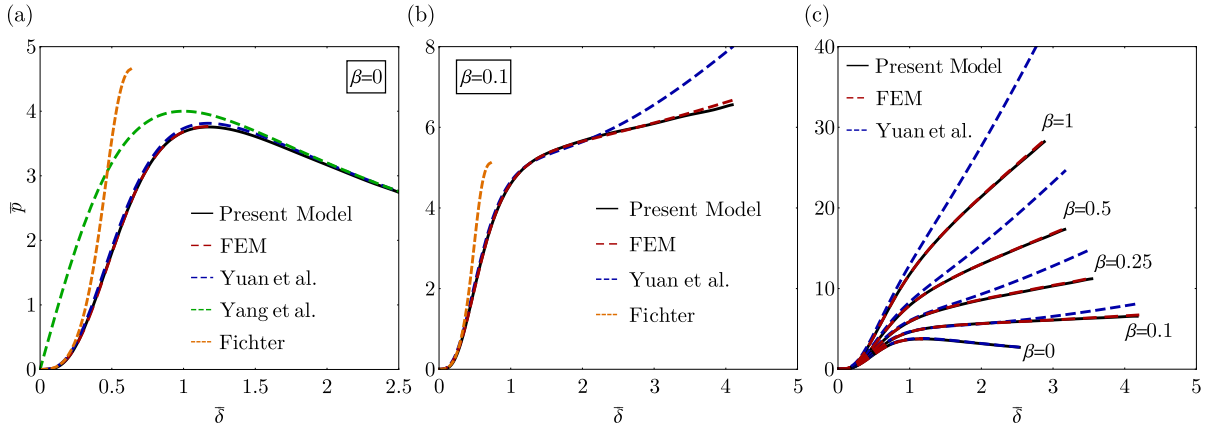 (a)
5
4
3
2
1
0
0
0.5
1
1.5
2
2.5
p̅
δ̅
β=0
Present Model
FEM
Yuan et al.
Yang et al.
Fichter
(b)
8
6
4
2
0
0
1
2
3
4
5
δ̅
β=0.1
Present Model
FEM
Yuan et al.
Fichter
(c)
40
30
20
10
0
0
1
2
3
4
5
δ̅
Present Model
FEM
Yuan et al.
β=1
β=0.5
β=0.25
β=0.1
β=0